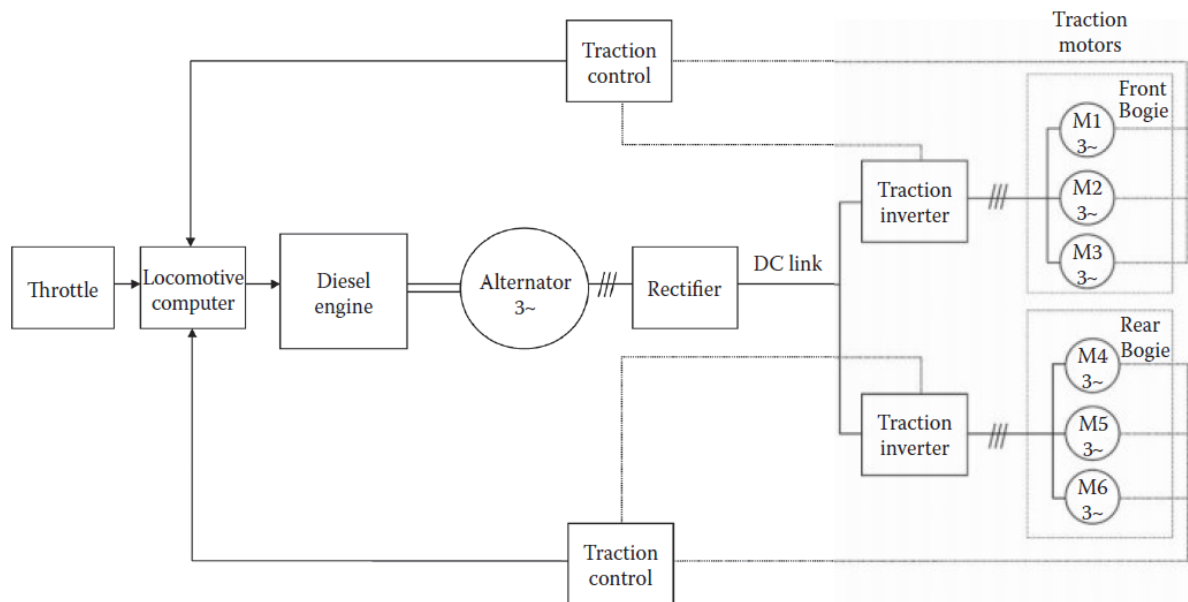 Traction
motors
Traction
control
Front
Bogie
M1
3~
M2
3~
M3
3~
Traction
inverter
Throttle
Locomotive
computer
Diesel
engine
Alternator
3~
Rectifier
DC link
Rear
Bogie
M4
3~
M5
3~
M6
3~
Traction
inverter
Traction
control